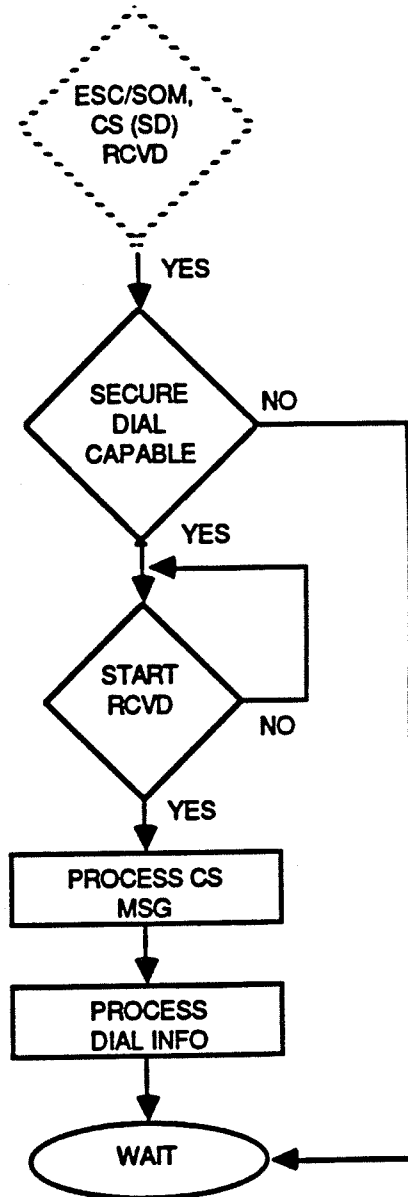 ESC/SOM,
CS (SD)
RCVD
YES
SECURE
DIAL
CAPABLE
NO
YES
START
RCVD
NO
YES
PROCESS CS
MSG
PROCESS
DIAL INFO
WAIT